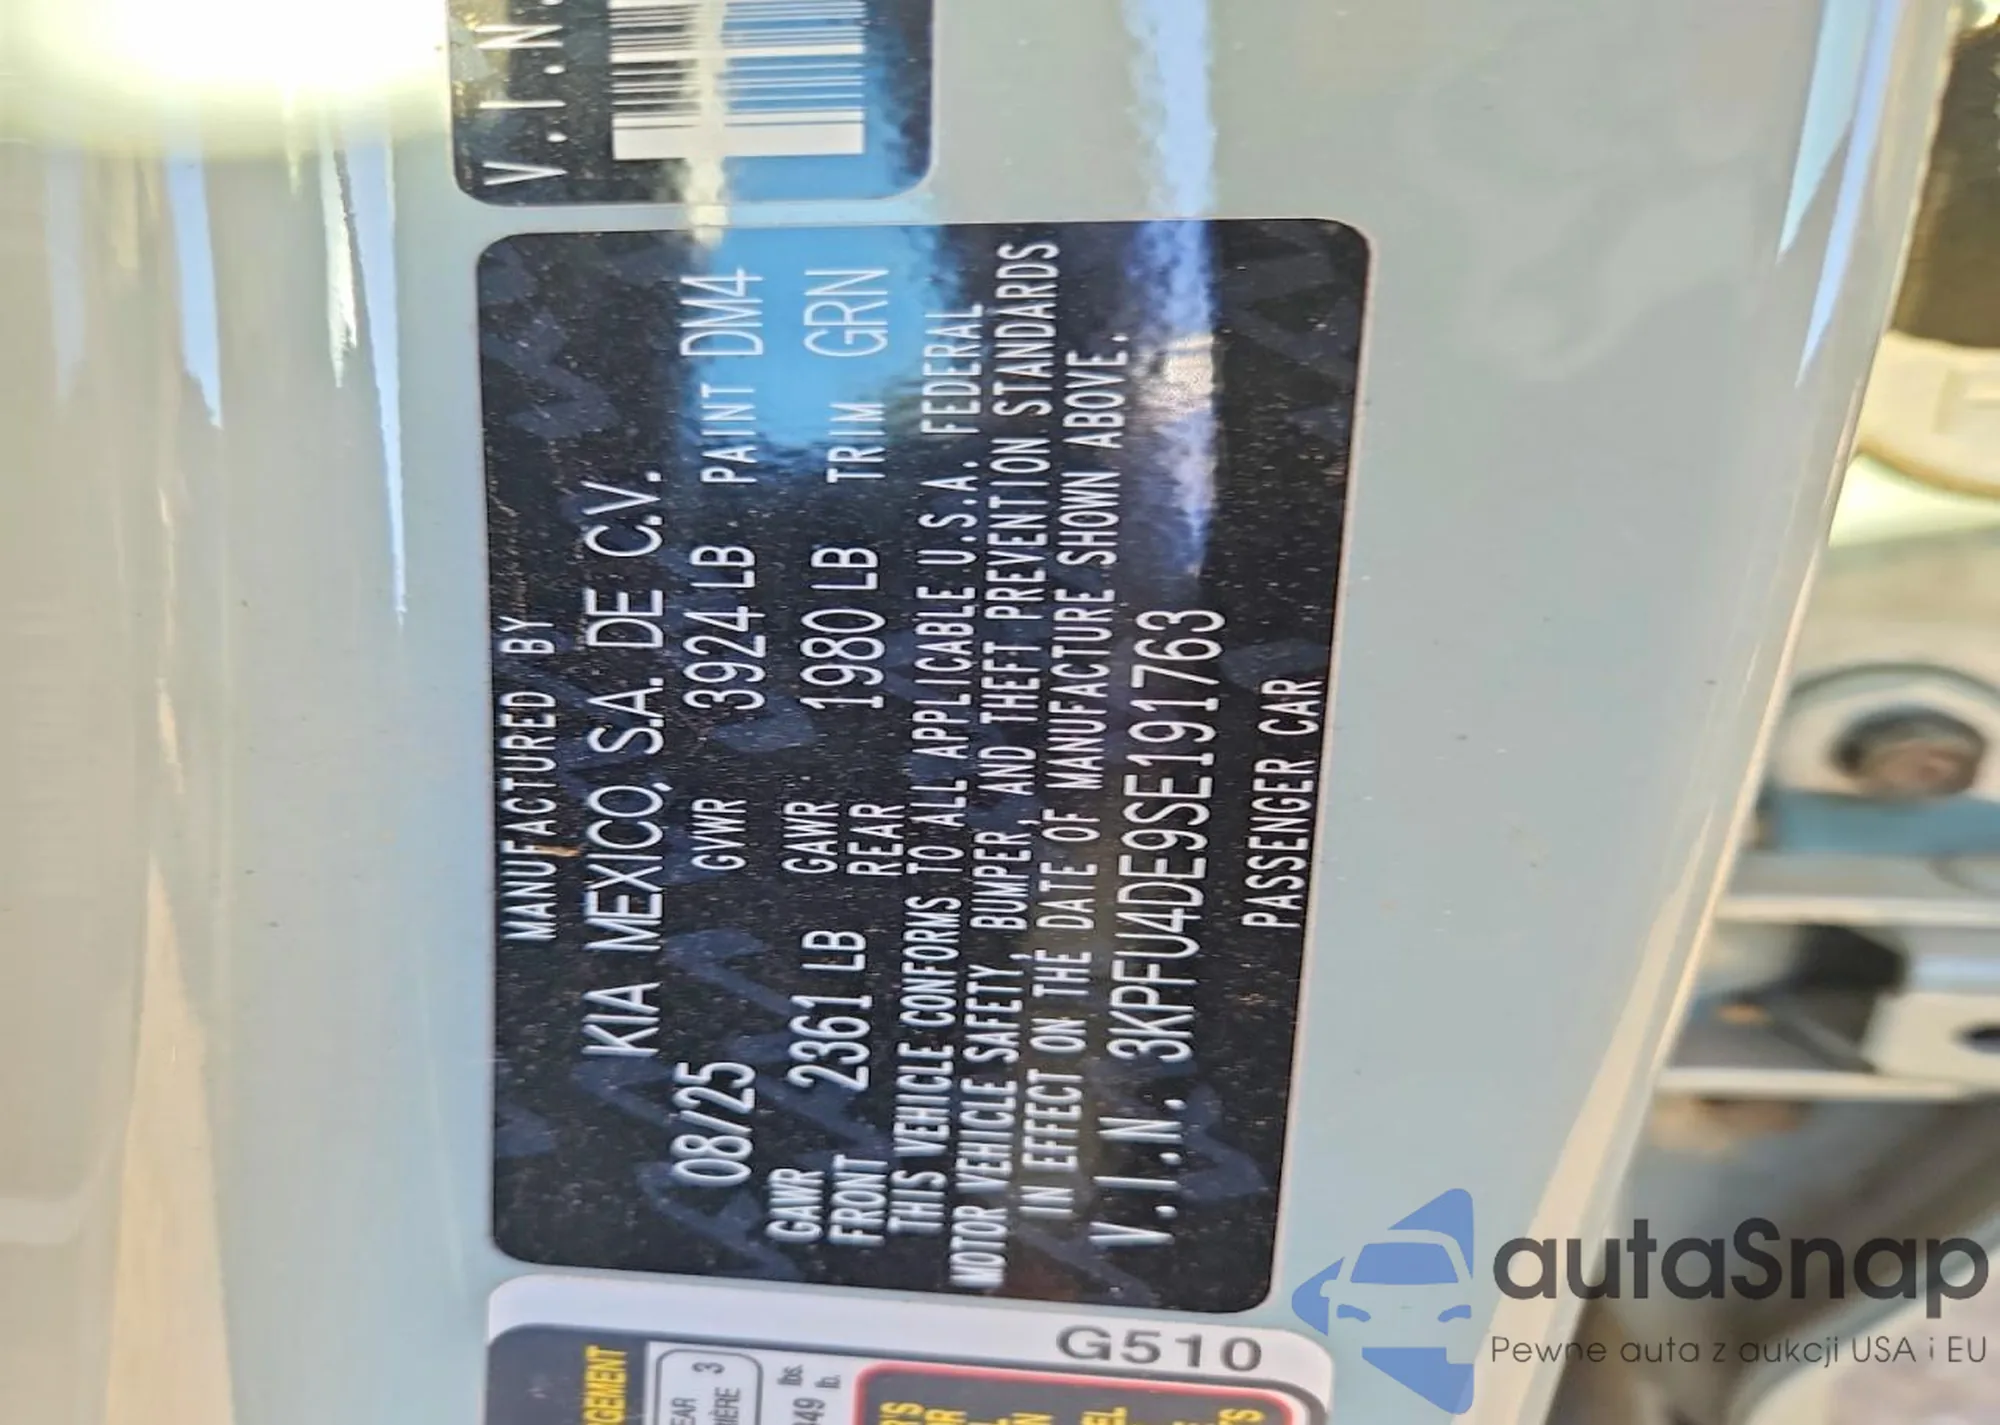 V.I.N.
MANUFACTURED BY
KIA MEXICO, S.A. DE C.V.
08/25 GVWR 3924 LB PAINT DM4
GAWR FRONT 2361 LB GAWR REAR 1980 LB TRIM GRN
THIS VEHICLE CONFORMS TO ALL APPLICABLE U.S.A. FEDERAL
MOTOR VEHICLE SAFETY, BUMPER, AND THEFT PREVENTION STANDARDS
IN EFFECT ON THE DATE OF MANUFACTURE SHOWN ABOVE.
V.I.N. 3KPFU4DE9SE191763
PASSENGER CAR
G510
autaSnap
Pewne auta z aukcji USA i EU